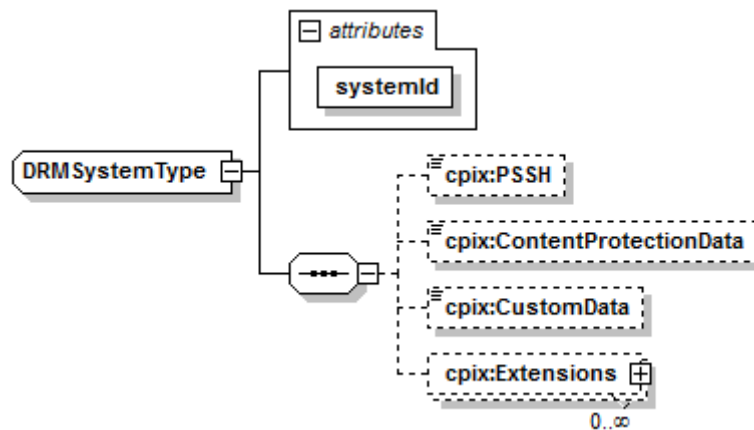 attributes
systemId
DRMSystemType
cpix:PSSH
cpix:ContentProtectionData
cpix:CustomData
cpix:Extensions
0..∞